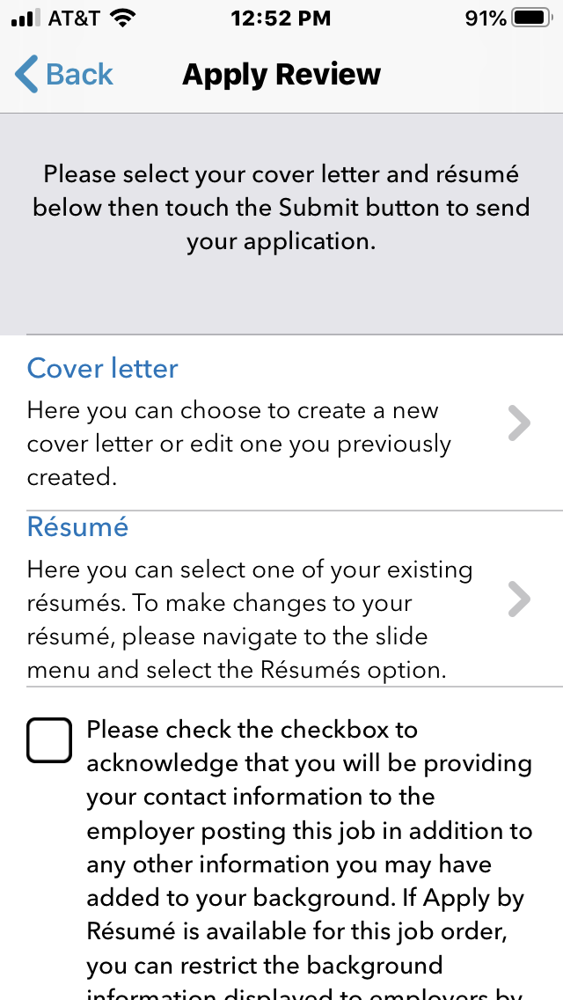 AT&T 12:52 PM 91%
Back Apply Review
Please select your cover letter and résumé
below then touch the Submit button to send
your application.
Cover letter
Here you can choose to create a new
cover letter or edit one you previously
created.
Résumé
Here you can select one of your existing
résumés. To make changes to your
résumé, please navigate to the slide
menu and select the Résumés option.
Please check the checkbox to
acknowledge that you will be providing
your contact information to the
employer posting this job in addition to
any other information you may have
added to your background. If Apply by
Résumé is available for this job order,
you can restrict the background
information displayed to employers by